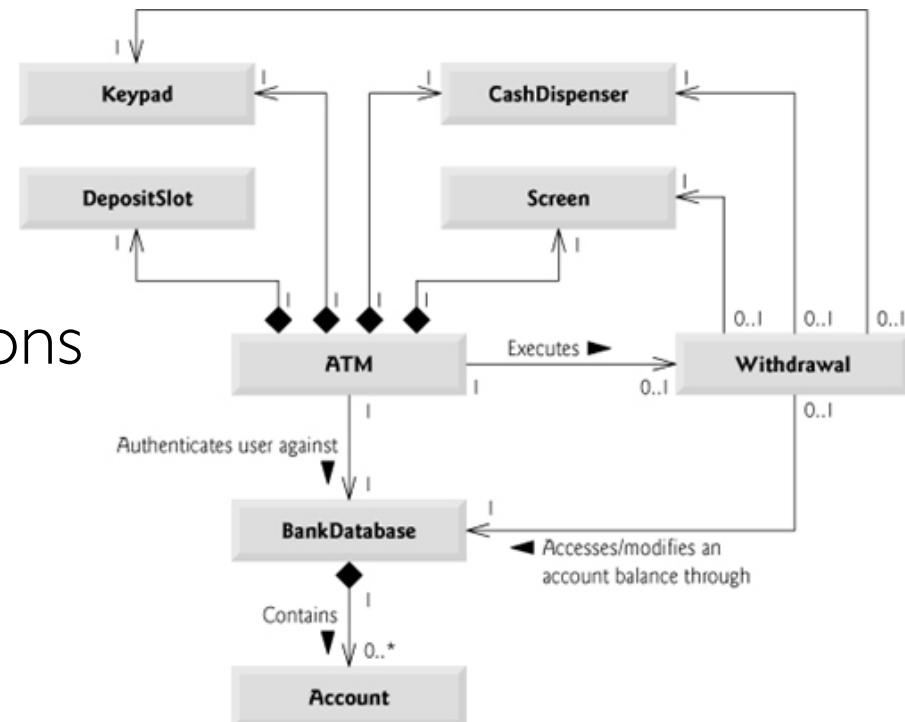 1
Keypad
1
1
CashDispenser
1
DepositSlot
1
Screen
1
1
1
1
1
1
0..1
0..1
0..1
ons
ATM
Executes ►
1
0..1
Withdrawal
0..1
1
Authenticates user against
▼
1
BankDatabase
1
◄ Accesses/modifies an
account balance through
1
Contains
▼
0..*
Account